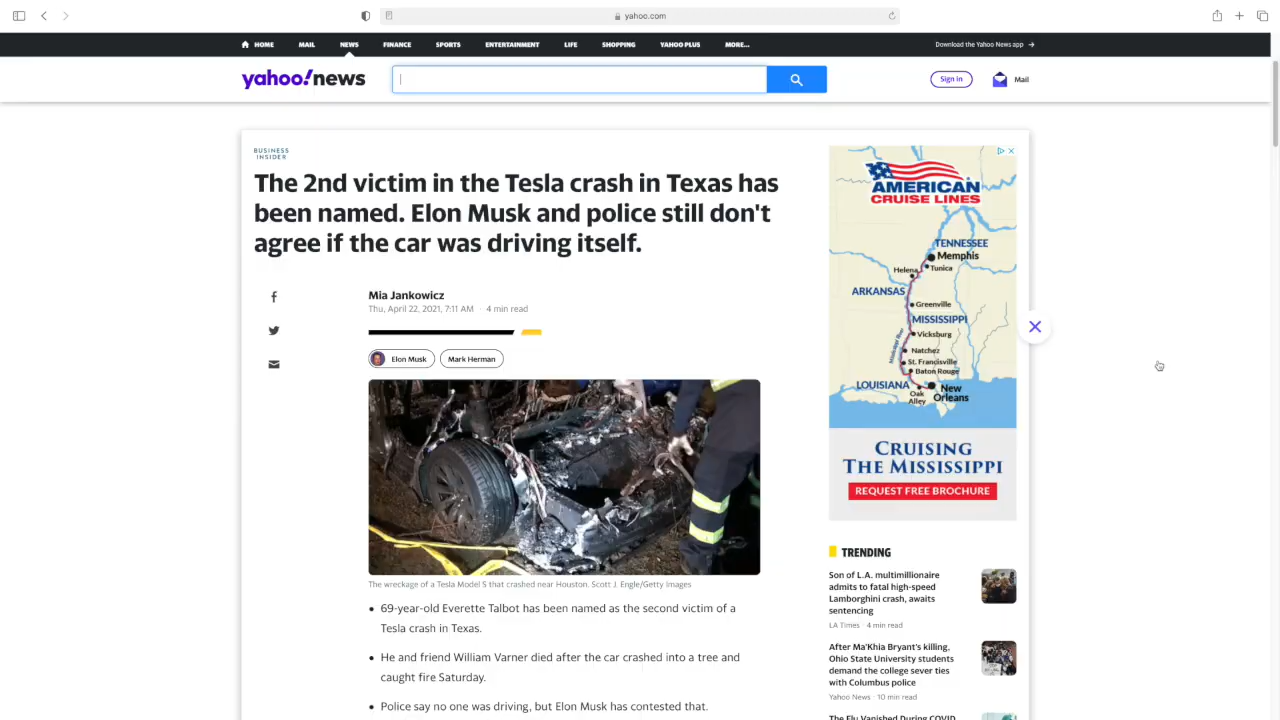 yahoo.com
HOME MAIL NEWS FINANCE SPORTS ENTERTAINMENT LIFE SHOPPING YAHOO PLUS MORE... Download the Yahoo News app
yahoo!news
Sign in
Mail
BUSINESS
INSIDER
The 2nd victim in the Tesla crash in Texas has
been named. Elon Musk and police still don't
agree if the car was driving itself.
Mia Jankowicz
Thu, April 22, 2021, 7:11 AM · 4 min read
Elon Musk
Mark Herman
The wreckage of a Tesla Model S that crashed near Houston. Scott J. Engle/Getty Images
• 69-year-old Everette Talbot has been named as the second victim of a
Tesla crash in Texas.
• He and friend William Varner died after the car crashed into a tree and
caught fire Saturday.
• Police say no one was driving, but Elon Musk has contested that.
AMERICAN
CRUISE LINES
TENNESSEE
Memphis
Helena
Tunica
ARKANSAS
Greenville
MISSISSIPPI
Vicksburg
Mississippi River
Natchez
St. Francisville
Baton Rouge
LOUISIANA
Oak
Alley
New
Orleans
CRUISING
THE MISSISSIPPI
REQUEST FREE BROCHURE
TRENDING
Son of L.A. multimillionaire
admits to fatal high-speed
Lamborghini crash, awaits
sentencing
LA Times · 4 min read
After Ma'Khia Bryant's killing,
Ohio State University students
demand the college sever ties
with Columbus police
Yahoo News · 10 min read
The Flu Vanished During COVID.